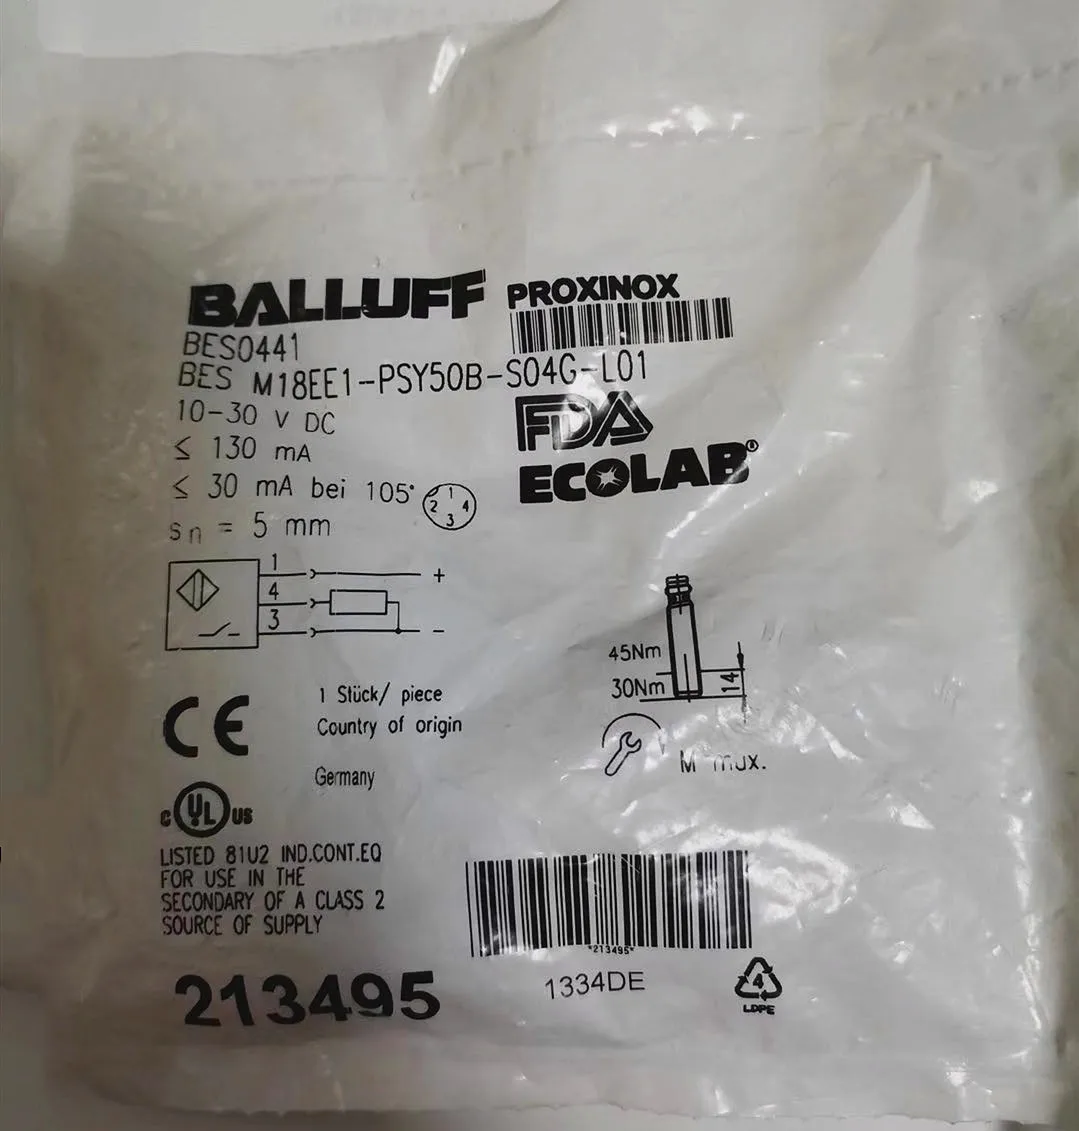 BALLUFF PROXINOX
BES0441
BES M18EE1-PSY50B-S04G-L01
10-30 V DC
FDA
≤ 130 mA
ECOLAB®
≤ 30 mA bei 105°
1
2 4
3
sn = 5 mm
1
+
4
3
-
45Nm
30Nm
14
CE
1 Stück/ piece
Country of origin
Germany
M max.
C UL US
LISTED 81U2 IND.CONT.EQ
FOR USE IN THE
SECONDARY OF A CLASS 2
SOURCE OF SUPPLY
*213495*
213495
1334DE
4
LDPE